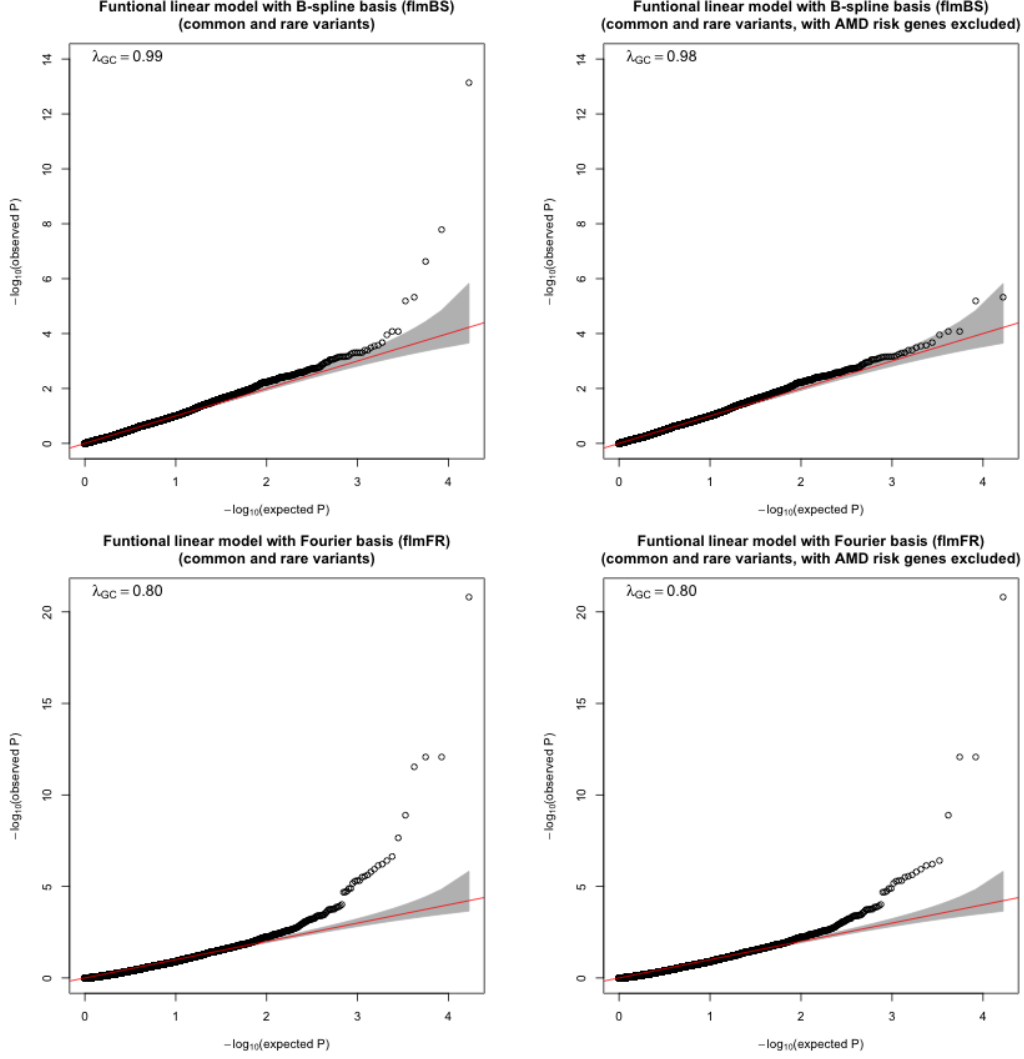 Funtional linear model with B-spline basis (flmBS)
(common and rare variants)
λGC = 0.99
14
12
10
8
6
4
2
0
−log10(observed P)
0 1 2 3 4
−log10(expected P)
Funtional linear model with B-spline basis (flmBS)
(common and rare variants, with AMD risk genes excluded)
λGC = 0.98
14
12
10
8
6
4
2
0
−log10(observed P)
0 1 2 3 4
−log10(expected P)
Funtional linear model with Fourier basis (flmFR)
(common and rare variants)
λGC = 0.80
20
15
10
5
0
−log10(observed P)
0 1 2 3 4
−log10(expected P)
Funtional linear model with Fourier basis (flmFR)
(common and rare variants, with AMD risk genes excluded)
λGC = 0.80
20
15
10
5
0
−log10(observed P)
0 1 2 3 4
−log10(expected P)